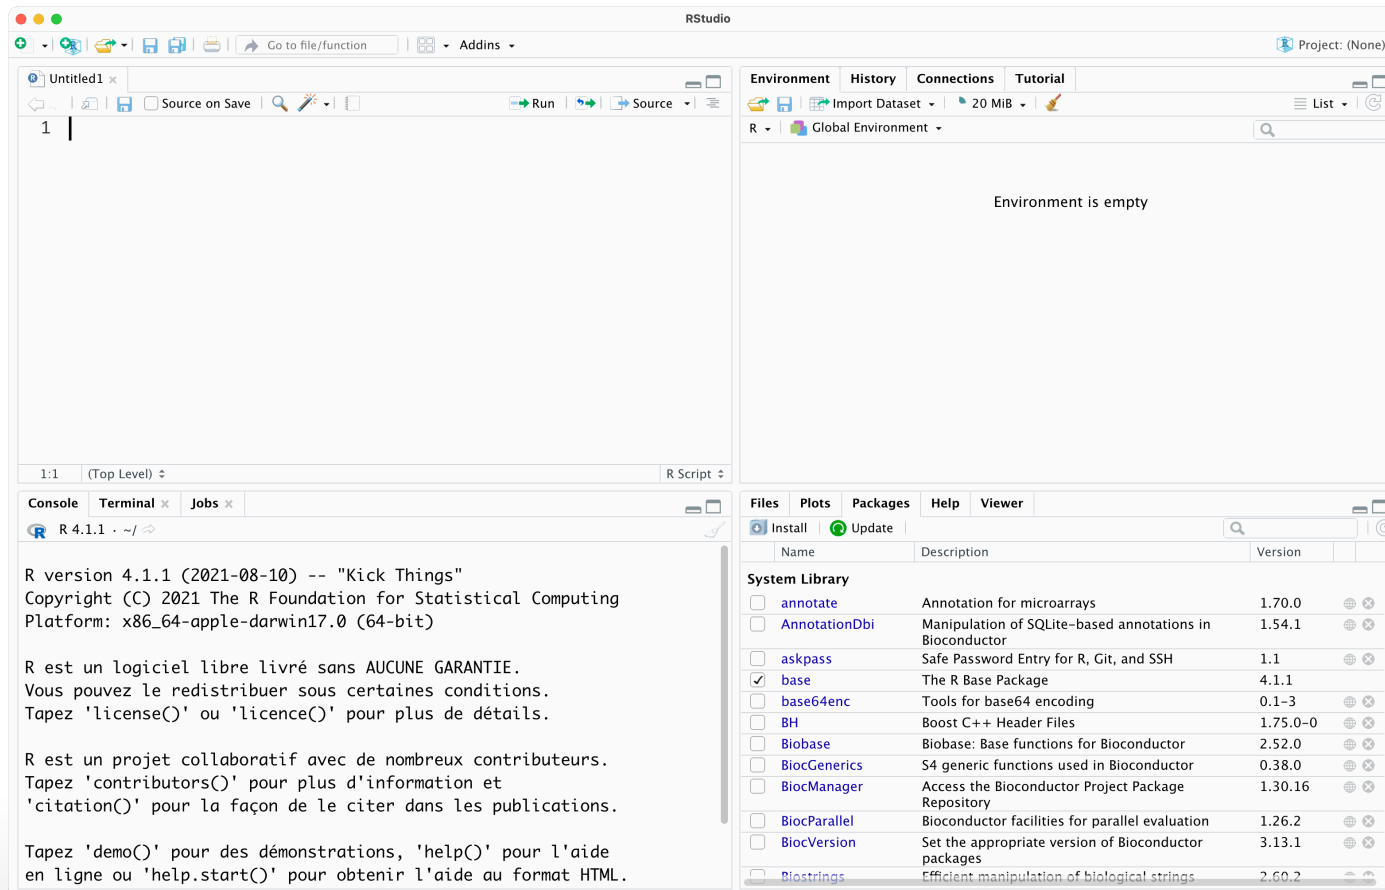 RStudio
Go to file/function
Addins
Project: (None)
Untitled1
Source on Save
Run
Source
1
1:1
(Top Level)
R Script
Console
Terminal
Jobs
R 4.1.1 · ~/
R version 4.1.1 (2021-08-10) -- "Kick Things"
Copyright (C) 2021 The R Foundation for Statistical Computing
Platform: x86_64-apple-darwin17.0 (64-bit)
R est un logiciel libre livré sans AUCUNE GARANTIE.
Vous pouvez le redistribuer sous certaines conditions.
Tapez 'license()' ou 'licence()' pour plus de détails.
R est un projet collaboratif avec de nombreux contributeurs.
Tapez 'contributors()' pour plus d'information et
'citation()' pour la façon de le citer dans les publications.
Tapez 'demo()' pour des démonstrations, 'help()' pour l'aide
en ligne ou 'help.start()' pour obtenir l'aide au format HTML.
Environment
History
Connections
Tutorial
Import Dataset
20 MiB
List
R
Global Environment
Environment is empty
Files
Plots
Packages
Help
Viewer
Install
Update
Name Description Version
System Library
annotate Annotation for microarrays 1.70.0
AnnotationDbi Manipulation of SQLite-based annotations in 1.54.1
Bioconductor
askpass Safe Password Entry for R, Git, and SSH 1.1
base The R Base Package 4.1.1
base64enc Tools for base64 encoding 0.1-3
BH Boost C++ Header Files 1.75.0-0
Biobase Biobase: Base functions for Bioconductor 2.52.0
BiocGenerics S4 generic functions used in Bioconductor 0.38.0
BiocManager Access the Bioconductor Project Package 1.30.16
Repository
BiocParallel Bioconductor facilities for parallel evaluation 1.26.2
BiocVersion Set the appropriate version of Bioconductor 3.13.1
packages
Biostrings Efficient manipulation of biological strings 2.60.2